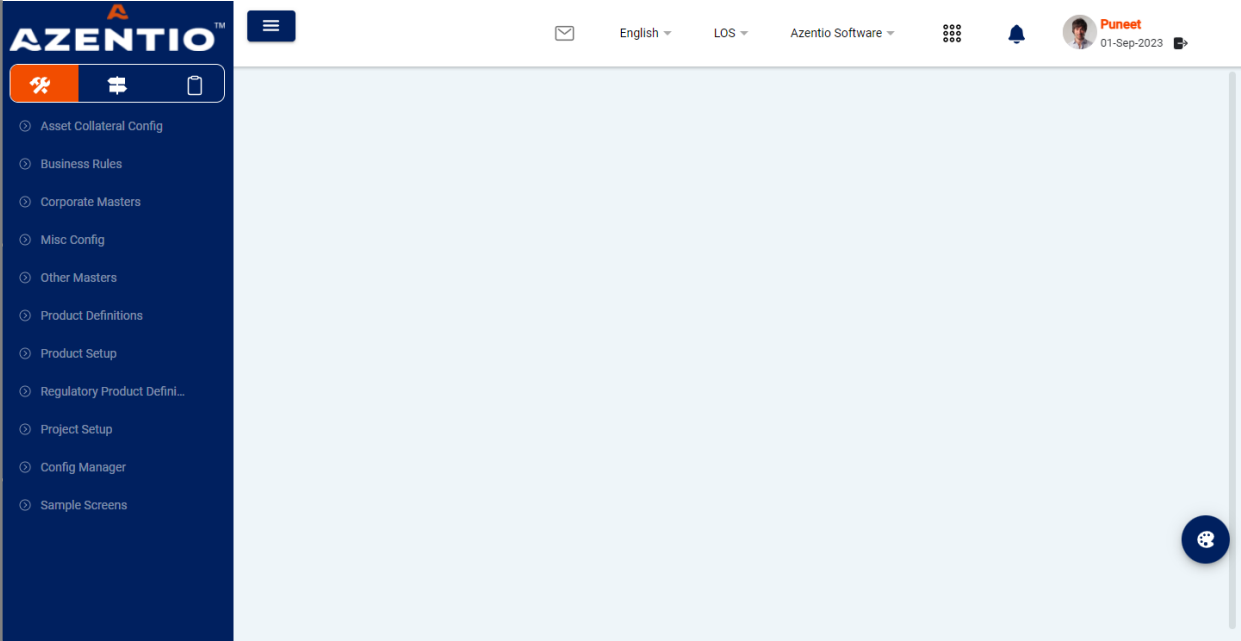 AZENTIO™
English
LOS
Azentio Software
Puneet
01-Sep-2023
Asset Collateral Config
Business Rules
Corporate Masters
Misc Config
Other Masters
Product Definitions
Product Setup
Regulatory Product Defini...
Project Setup
Config Manager
Sample Screens